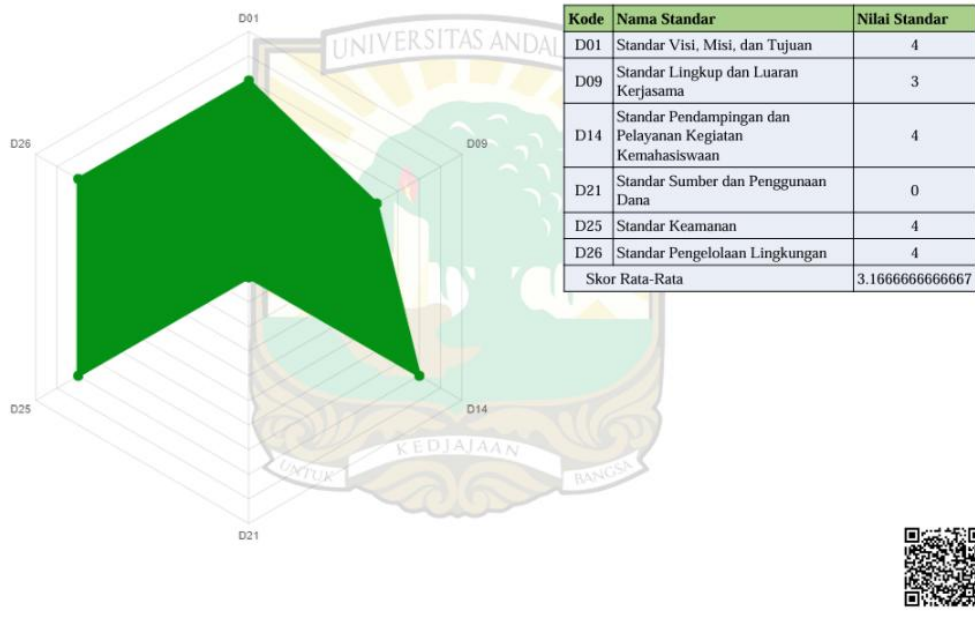 D01
D09
D14
D21
D25
D26
UNIVERSITAS ANDAL
KEDJAJAAN
UNTUK
BANGSA
Kode Nama Standar Nilai Standar
D01 Standar Visi, Misi, dan Tujuan 4
D09 Standar Lingkup dan Luaran
Kerjasama 3
D14 Standar Pendampingan dan
Pelayanan Kegiatan
Kemahasiswaan 4
D21 Standar Sumber dan Penggunaan
Dana 0
D25 Standar Keamanan 4
D26 Standar Pengelolaan Lingkungan 4
Skor Rata-Rata 3.1666666666667